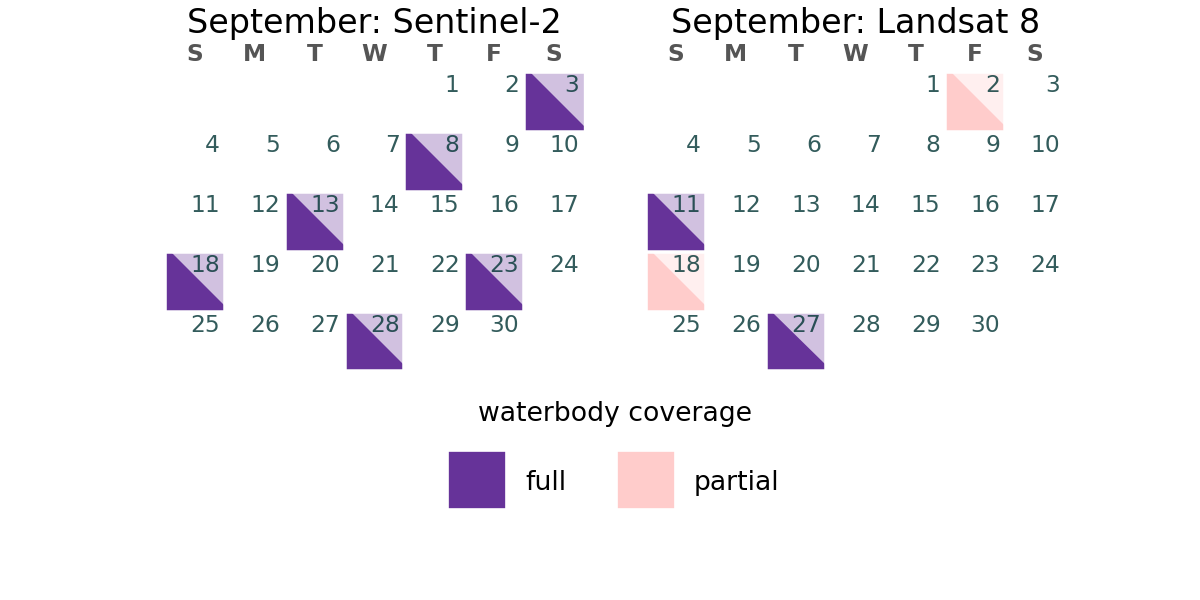 September: Sentinel-2
S M T W T F S
1 2 3
4 5 6 7 8 9 10
11 12 13 14 15 16 17
18 19 20 21 22 23 24
25 26 27 28 29 30
September: Landsat 8
S M T W T F S
1 2 3
4 5 6 7 8 9 10
11 12 13 14 15 16 17
18 19 20 21 22 23 24
25 26 27 28 29 30
waterbody coverage
full
partial